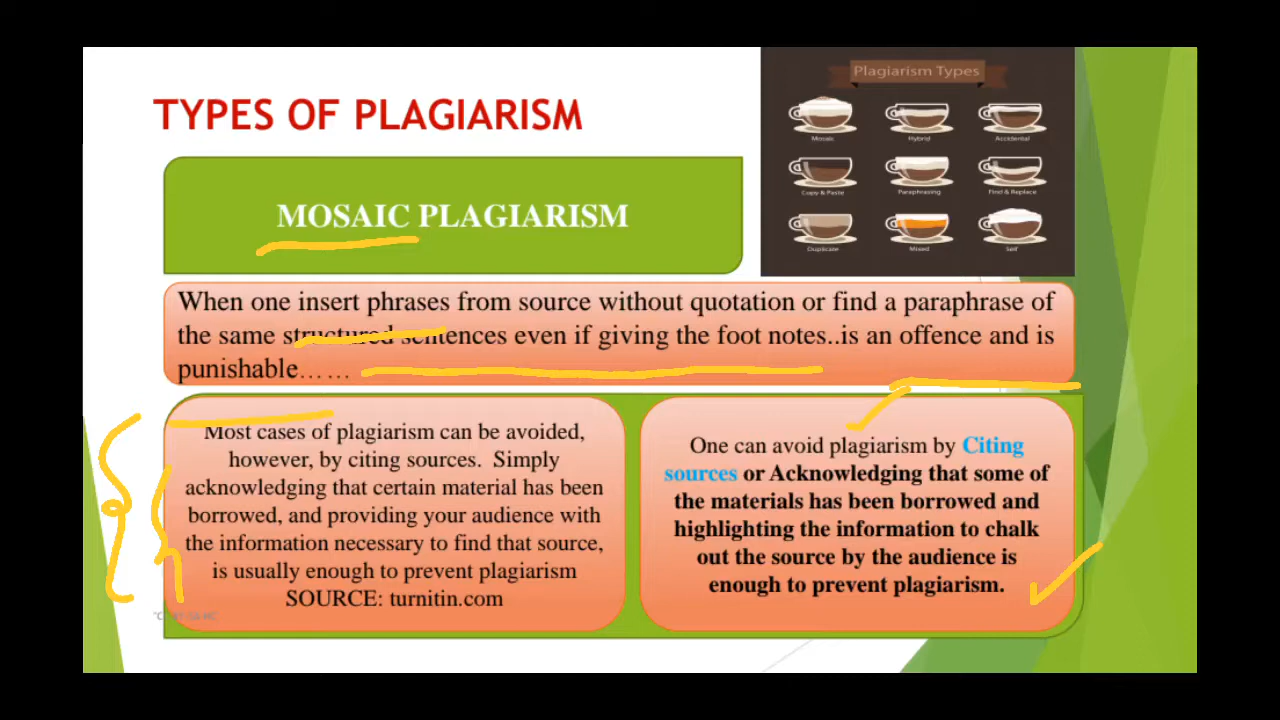 TYPES OF PLAGIARISM
Plagiarism Types
Mosaic
Hybrid
Accidental
Copy & Paste
Paraphrasing
Find & Replace
Duplicate
Mixed
Self
MOSAIC PLAGIARISM
When one insert phrases from source without quotation or find a paraphrase of
the same structured sentences even if giving the foot notes..is an offence and is
punishable......
Most cases of plagiarism can be avoided,
however, by citing sources. Simply
acknowledging that certain material has been
borrowed, and providing your audience with
the information necessary to find that source,
is usually enough to prevent plagiarism
SOURCE: turnitin.com
One can avoid plagiarism by Citing
sources or Acknowledging that some of
the materials has been borrowed and
highlighting the information to chalk
out the source by the audience is
enough to prevent plagiarism.